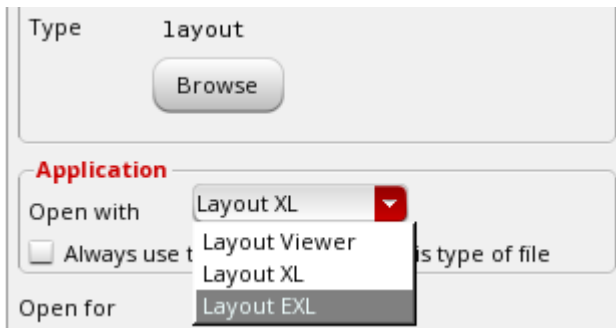 Type layout
Browse
Application
Open with Layout XL
Layout Viewer
Always use t is type of file
Layout XL
Open for
Layout EXL